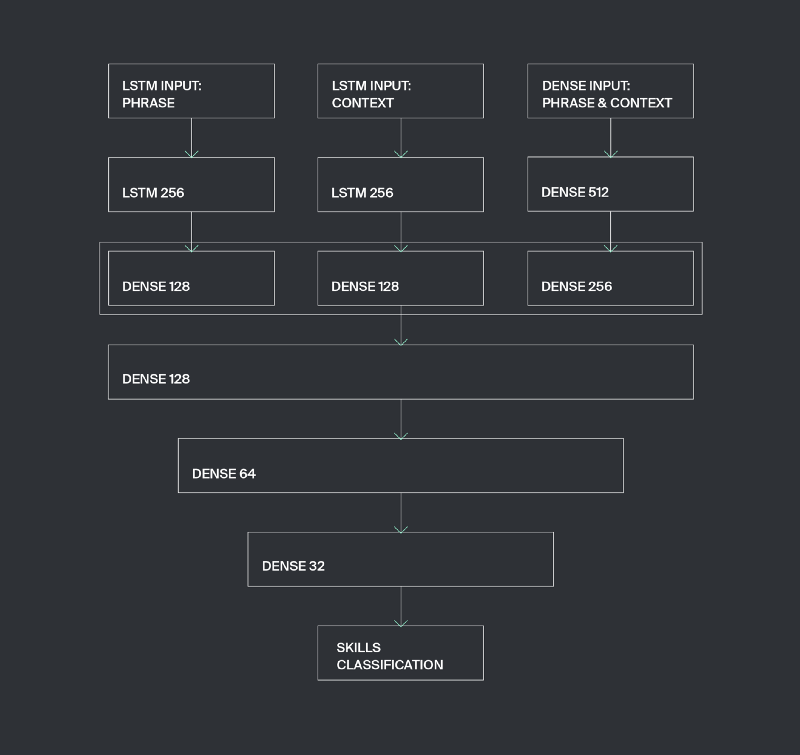 LSTM INPUT:
PHRASE
LSTM INPUT:
CONTEXT
DENSE INPUT:
PHRASE & CONTEXT
LSTM 256
LSTM 256
DENSE 512
DENSE 128
DENSE 128
DENSE 256
DENSE 128
DENSE 64
DENSE 32
SKILLS
CLASSIFICATION